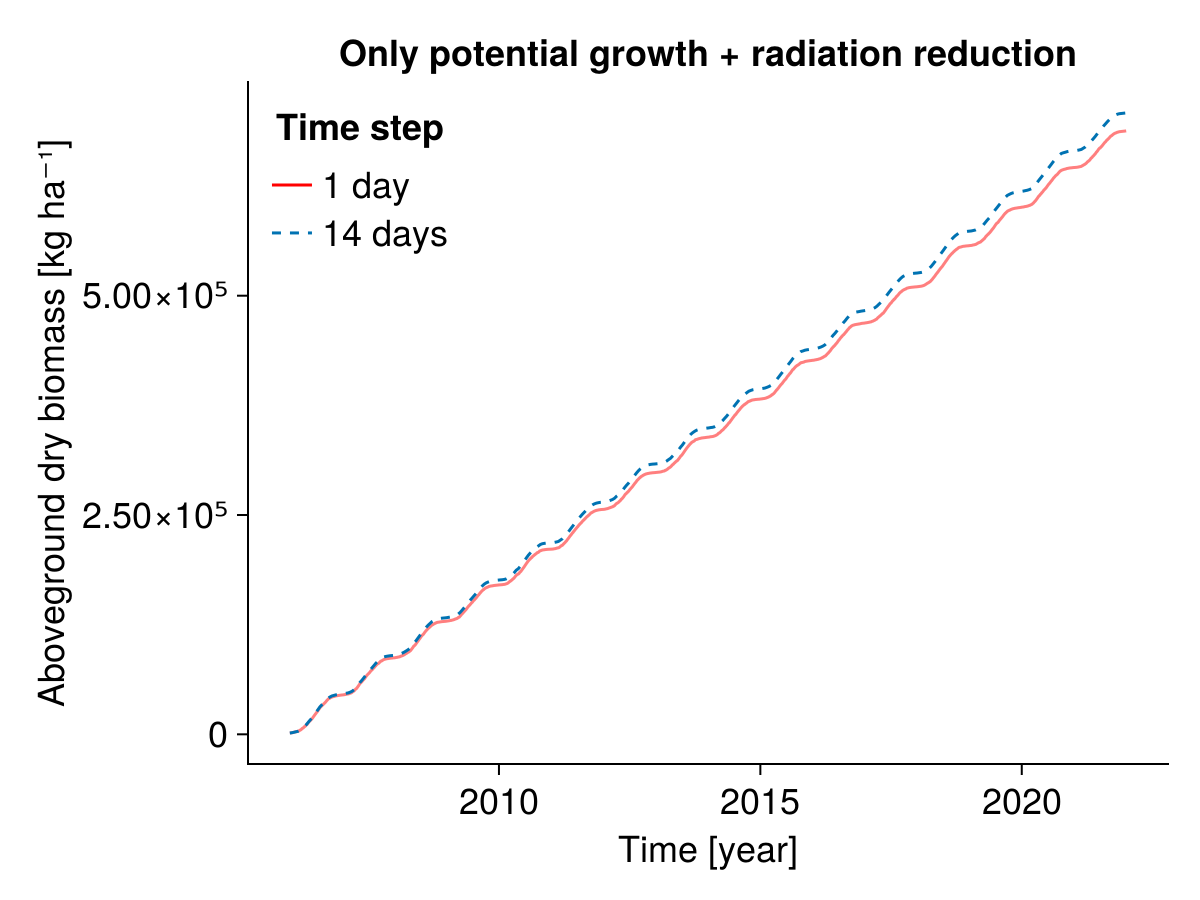 Only potential growth + radiation reduction
Time step
1 day
14 days
Aboveground dry biomass [kg ha⁻¹]
5.00×10⁵
2.50×10⁵
0
2010
2015
2020
Time [year]